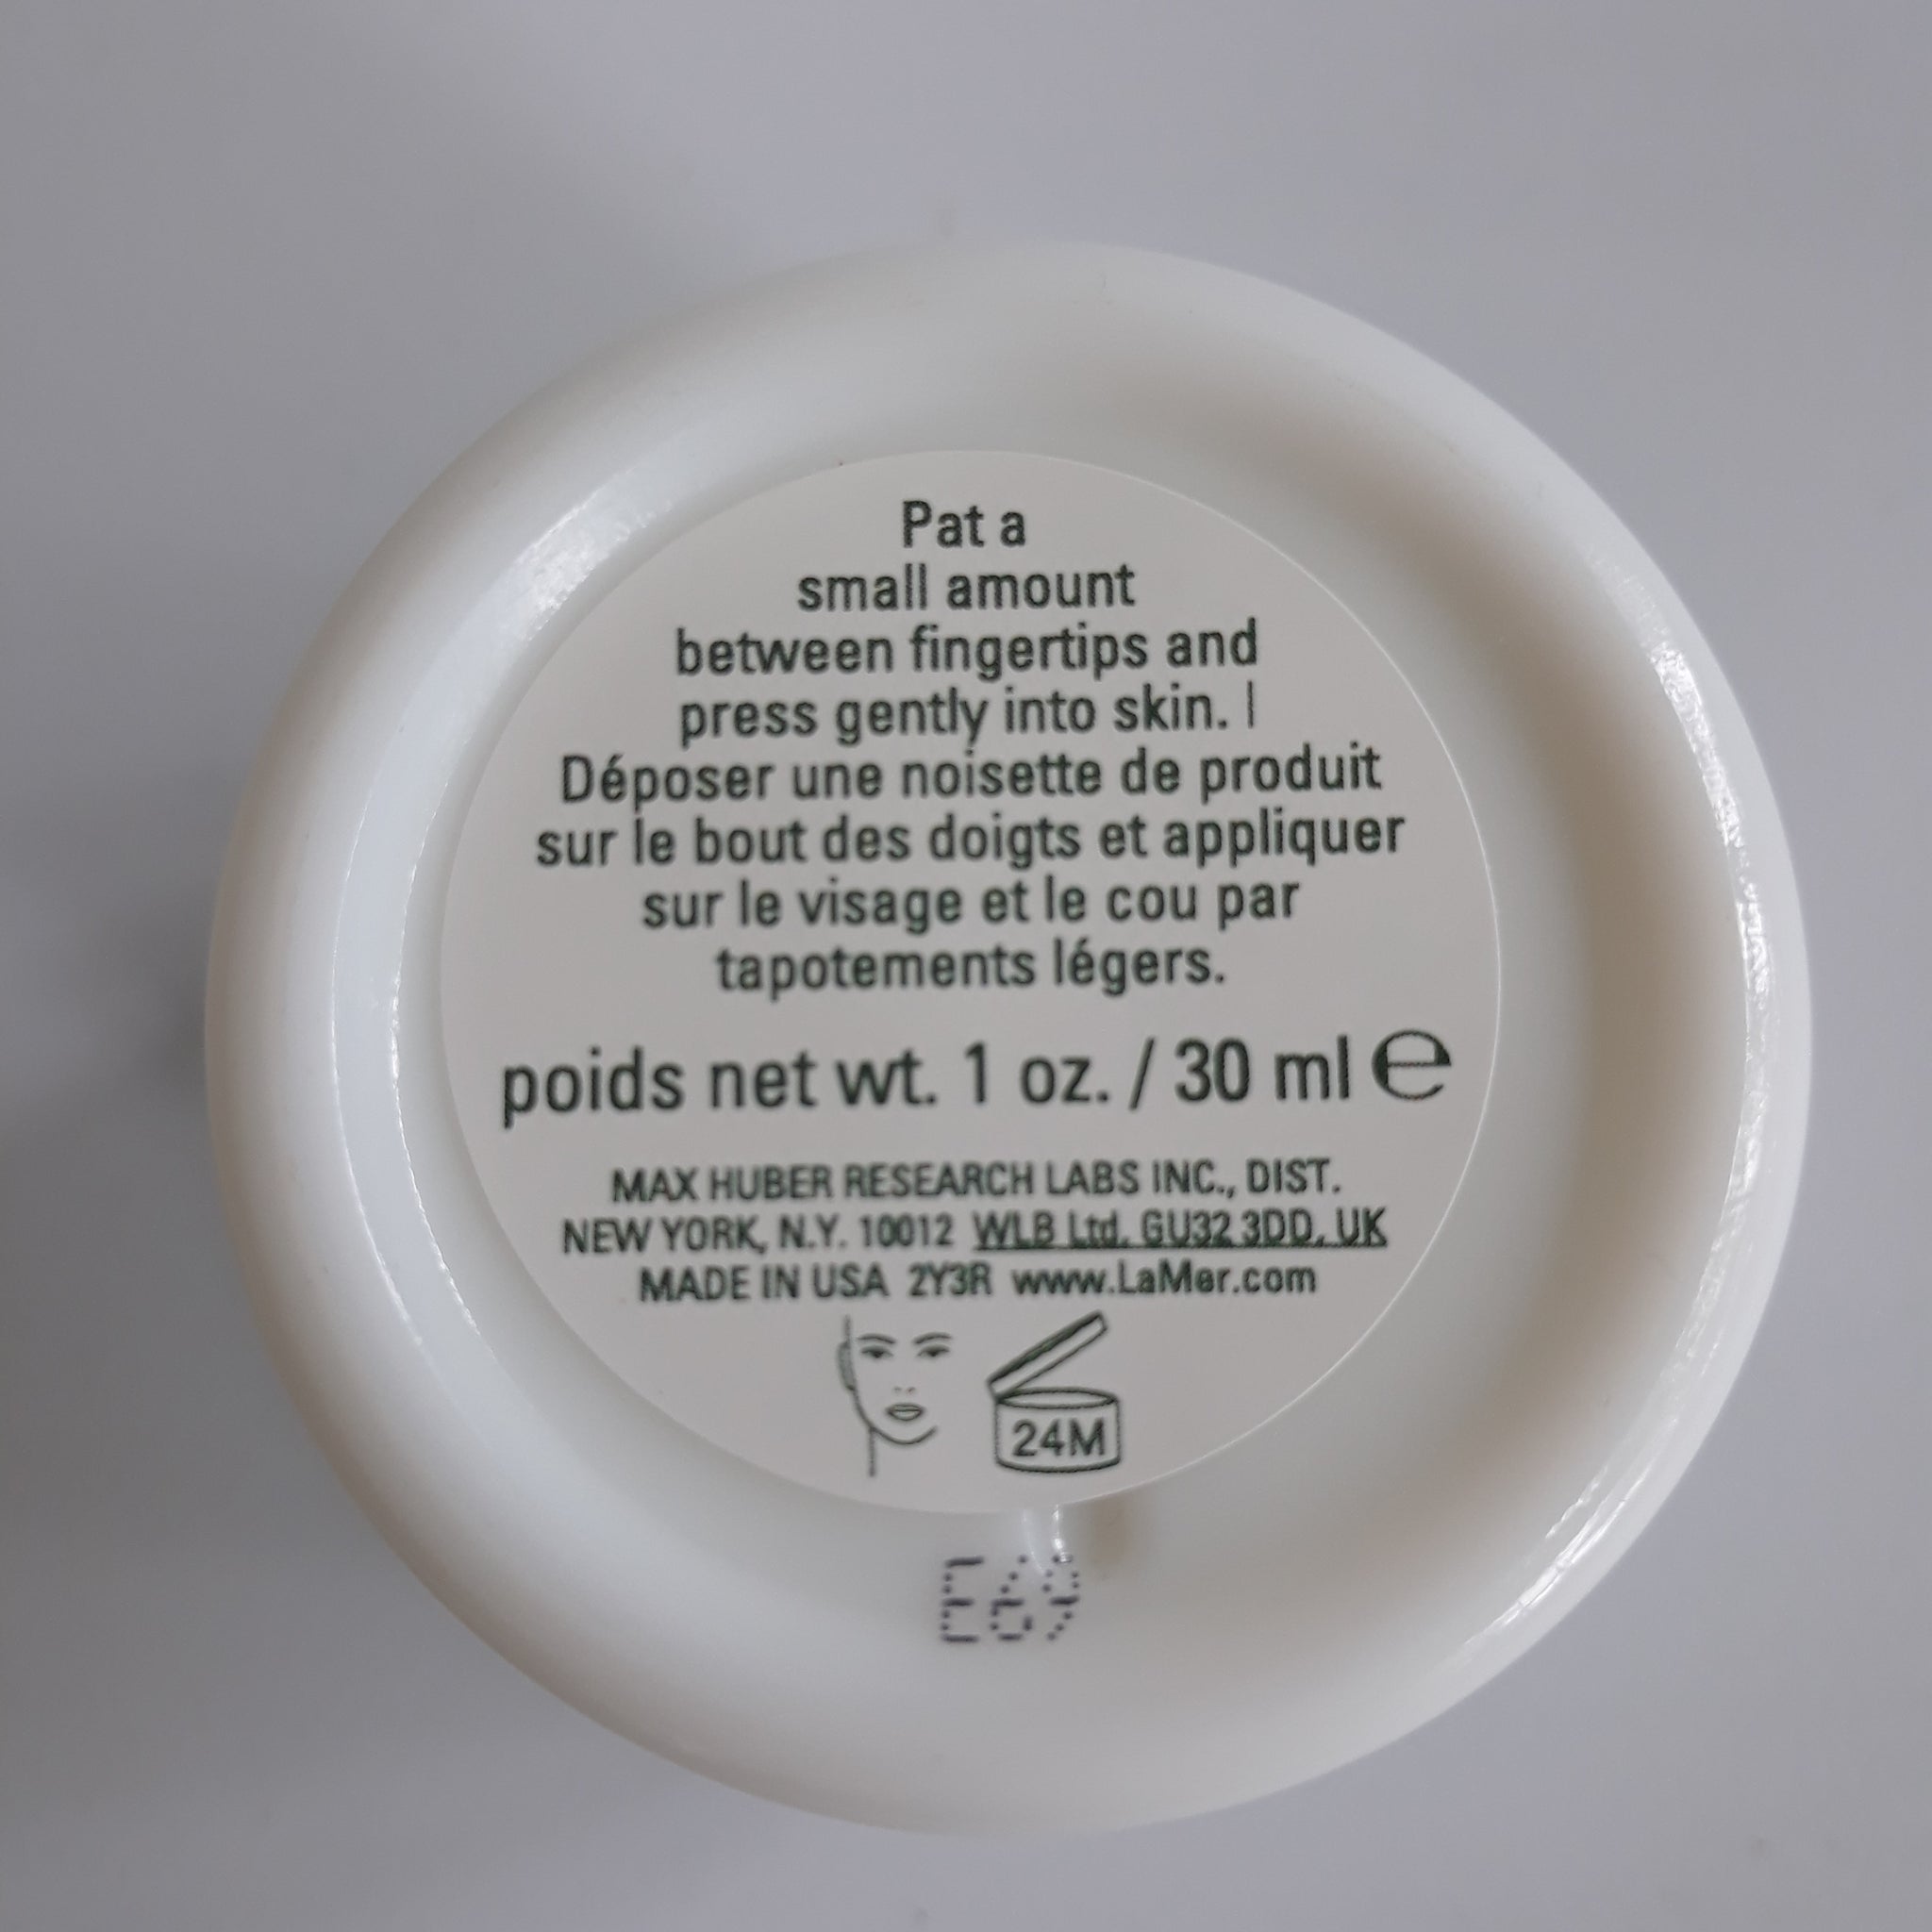 Pat a
small amount
between fingertips and
press gently into skin. |
Déposer une noisette de produit
sur le bout des doigts et appliquer
sur le visage et le cou par
tapotements légers.
poids net wt. 1 oz. / 30 ml ℮
MAX HUBER RESEARCH LABS INC., DIST.
NEW YORK, N.Y. 10012 WLB Ltd. GU32 3DD, UK
MADE IN USA 2Y3R www.LaMer.com
24M
E69